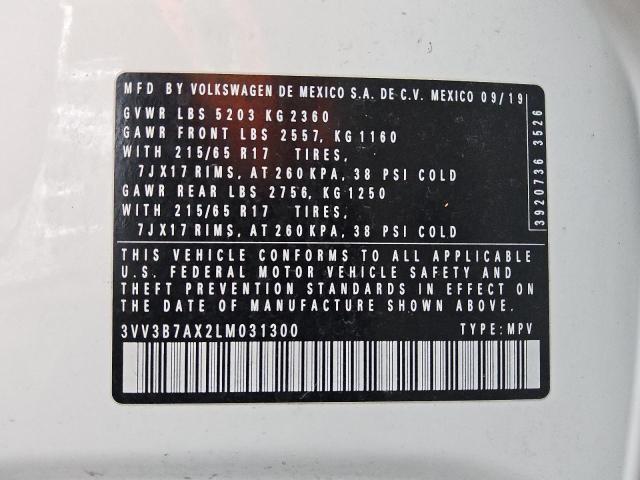 MFD BY VOLKSWAGEN DE MEXICO S.A. DE C.V. MEXICO 09/19
GVWR LBS 5203 KG 2360
GAWR FRONT LBS 2557, KG 1160
WITH 215/65 R17 TIRES,
7JX17 RIMS, AT 260 KPA, 38 PSI COLD
GAWR REAR LBS 2756, KG 1250
WITH 215/65 R17 TIRES,
7JX17 RIMS, AT 260 KPA, 38 PSI COLD
3920736 3526
THIS VEHICLE CONFORMS TO ALL APPLICABLE
U.S. FEDERAL MOTOR VEHICLE SAFETY AND
THEFT PREVENTION STANDARDS IN EFFECT ON
THE DATE OF MANUFACTURE SHOWN ABOVE.
3VV3B7AX2LM031300 TYPE: MPV